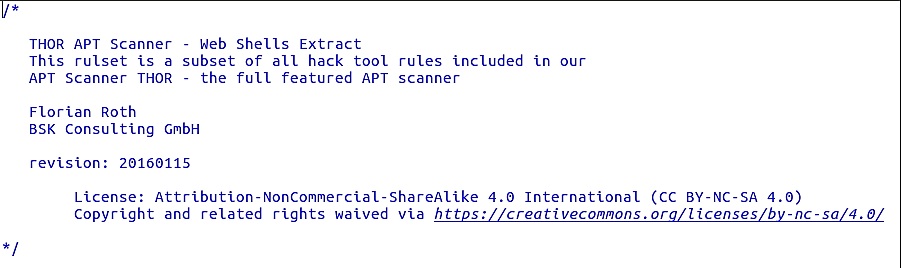 /*
THOR APT Scanner - Web Shells Extract
This rulset is a subset of all hack tool rules included in our
APT Scanner THOR - the full featured APT scanner
Florian Roth
BSK Consulting GmbH
revision: 20160115
License: Attribution-NonCommercial-ShareAlike 4.0 International (CC BY-NC-SA 4.0)
Copyright and related rights waived via https://creativecommons.org/licenses/by-nc-sa/4.0/
*/